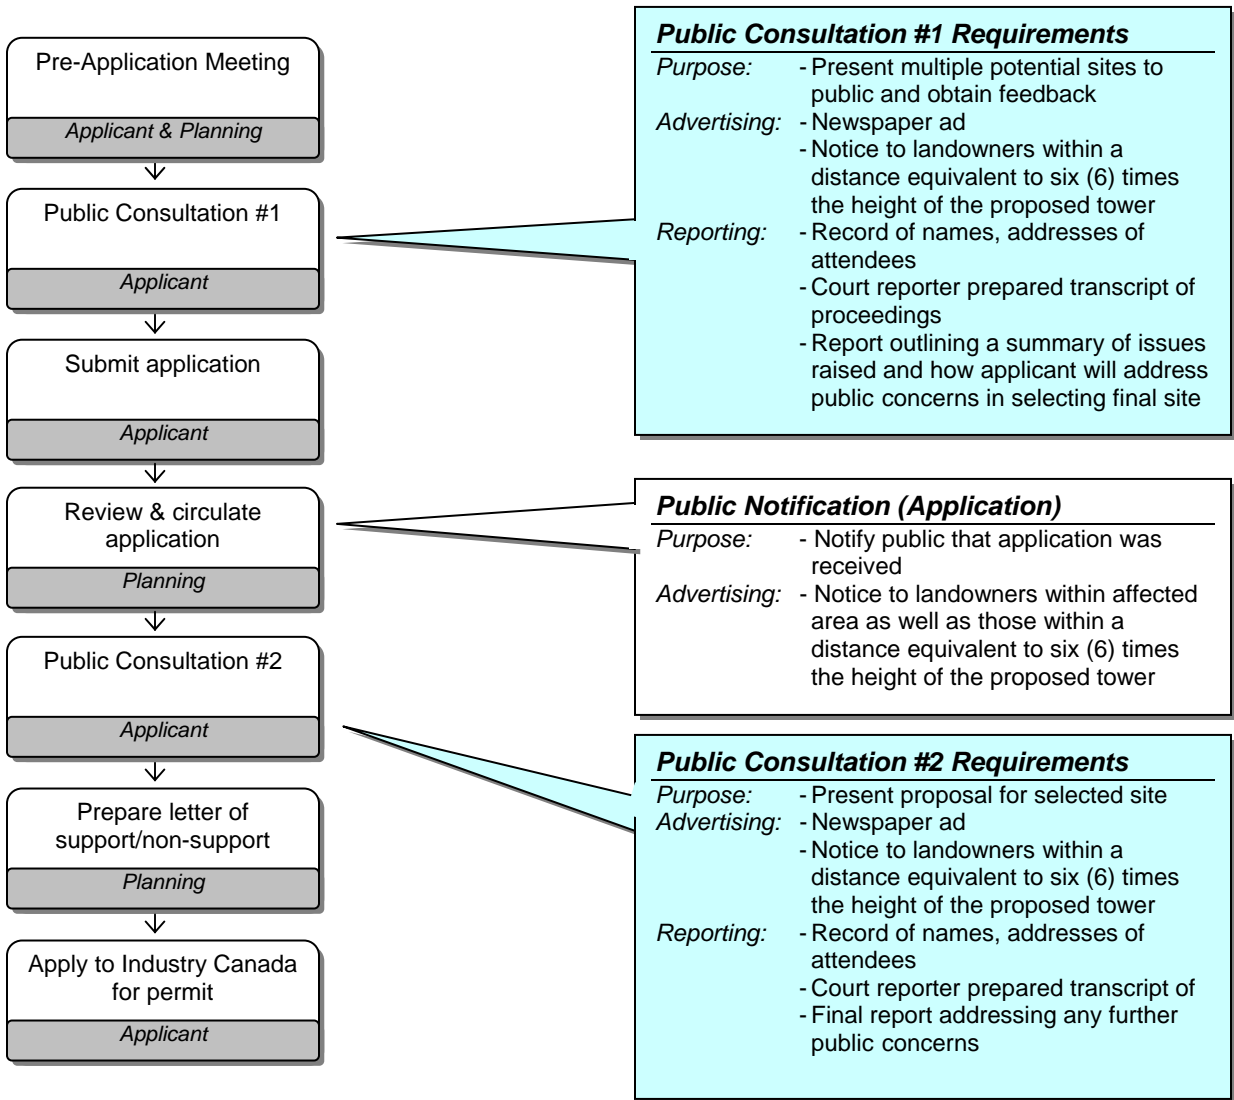 Pre-Application Meeting
Applicant & Planning
Public Consultation #1
Applicant
Submit application
Applicant
Review & circulate
application
Planning
Public Consultation #2
Applicant
Prepare letter of
support/non-support
Planning
Apply to Industry Canada
for permit
Applicant
Public Consultation #1 Requirements
Purpose: - Present multiple potential sites to
public and obtain feedback
Advertising: - Newspaper ad
- Notice to landowners within a
distance equivalent to six (6) times
the height of the proposed tower
Reporting: - Record of names, addresses of
attendees
- Court reporter prepared transcript of
proceedings
- Report outlining a summary of issues
raised and how applicant will address
public concerns in selecting final site
Public Notification (Application)
Purpose: - Notify public that application was
received
Advertising: - Notice to landowners within affected
area as well as those within a
distance equivalent to six (6) times
the height of the proposed tower
Public Consultation #2 Requirements
Purpose: - Present proposal for selected site
Advertising: - Newspaper ad
- Notice to landowners within a
distance equivalent to six (6) times
the height of the proposed tower
Reporting: - Record of names, addresses of
attendees
- Court reporter prepared transcript of
- Final report addressing any further
public concerns